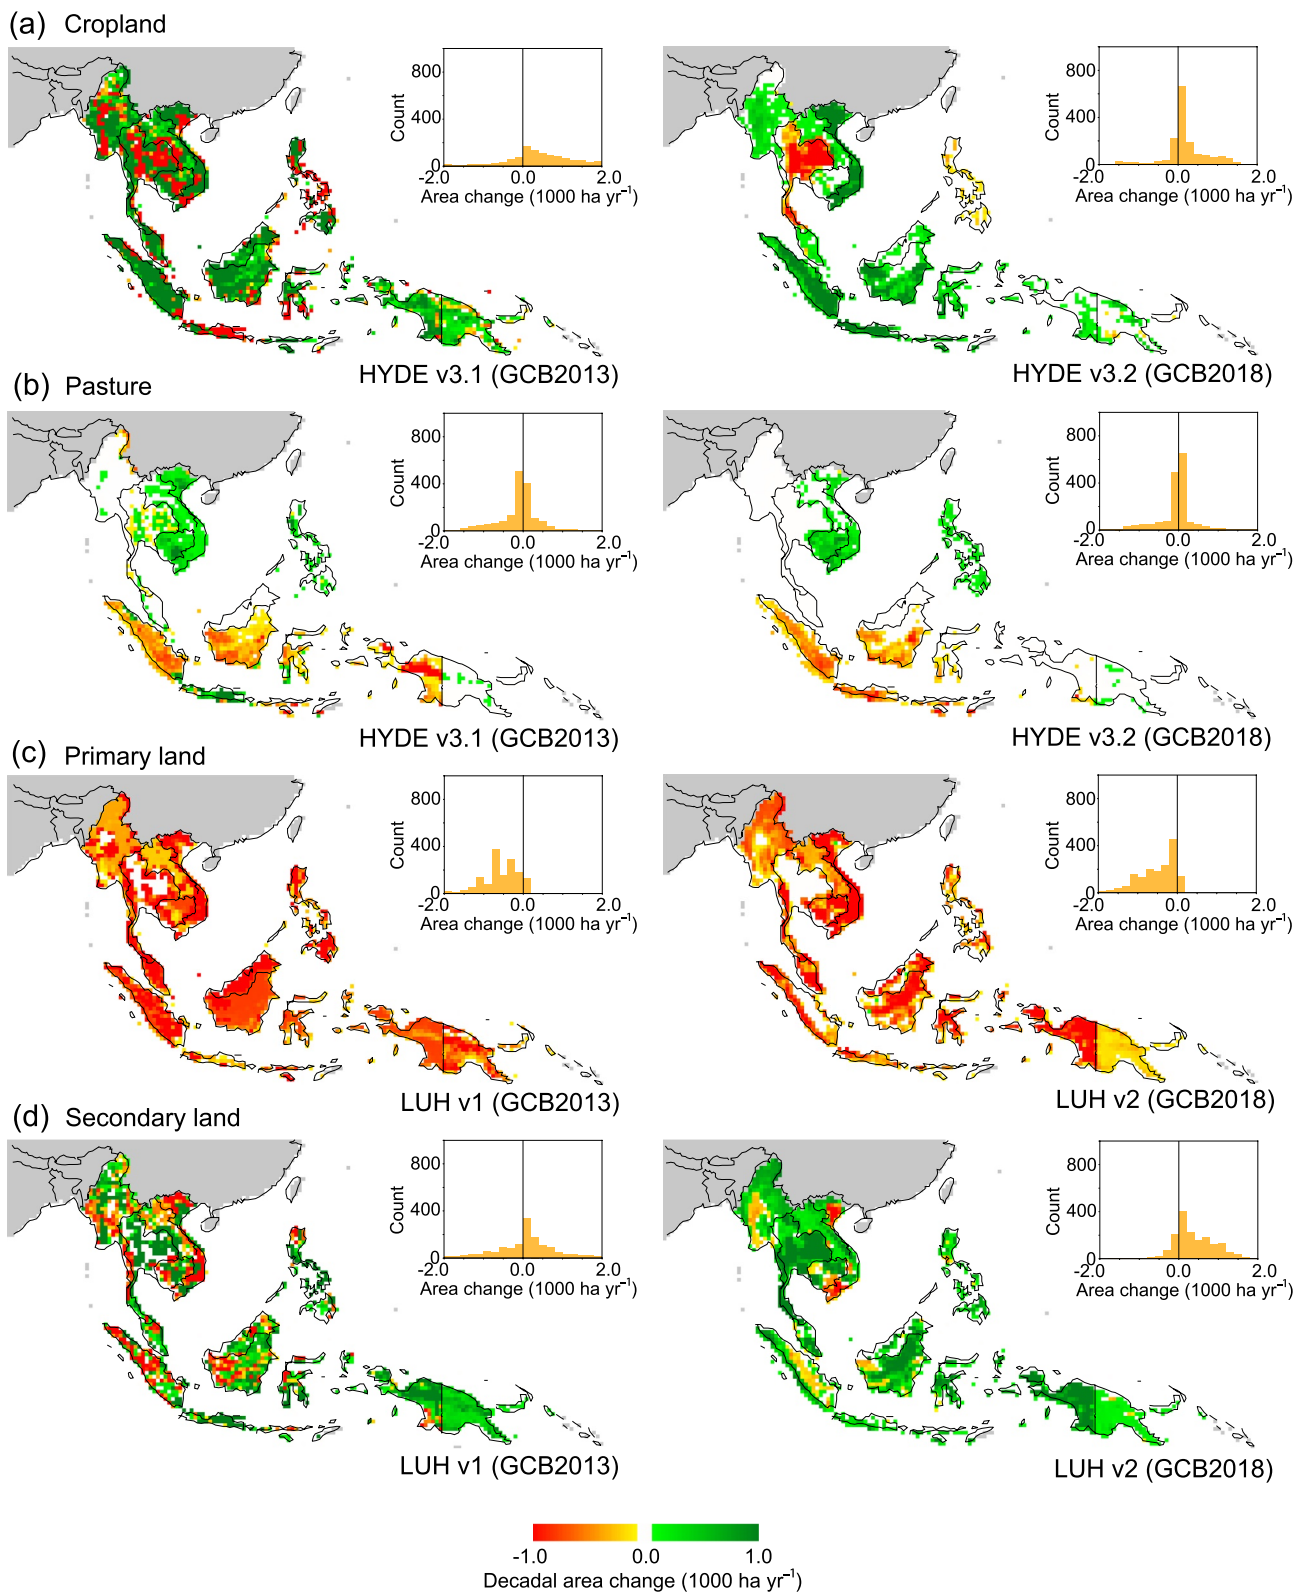 (a) Cropland
800
400
0
Count
-2.0 0.0 2.0
Area change (1000 ha yr⁻¹)
HYDE v3.1 (GCB2013)
800
400
0
Count
-2.0 0.0 2.0
Area change (1000 ha yr⁻¹)
HYDE v3.2 (GCB2018)
(b) Pasture
800
400
0
Count
-2.0 0.0 2.0
Area change (1000 ha yr⁻¹)
HYDE v3.1 (GCB2013)
800
400
0
Count
-2.0 0.0 2.0
Area change (1000 ha yr⁻¹)
HYDE v3.2 (GCB2018)
(c) Primary land
800
400
0
Count
-2.0 0.0 2.0
Area change (1000 ha yr⁻¹)
LUH v1 (GCB2013)
800
400
0
Count
-2.0 0.0 2.0
Area change (1000 ha yr⁻¹)
LUH v2 (GCB2018)
(d) Secondary land
800
400
0
Count
-2.0 0.0 2.0
Area change (1000 ha yr⁻¹)
LUH v1 (GCB2013)
800
400
0
Count
-2.0 0.0 2.0
Area change (1000 ha yr⁻¹)
LUH v2 (GCB2018)
-1.0 0.0 1.0
Decadal area change (1000 ha yr⁻¹)